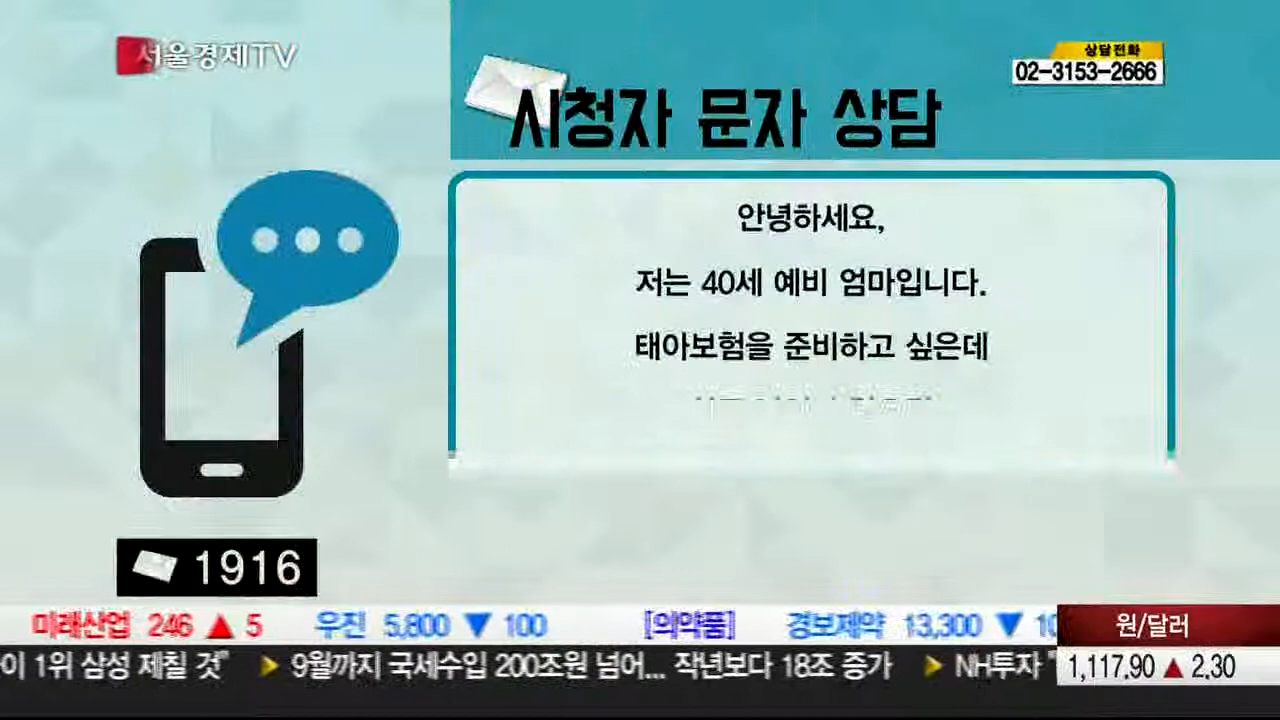 서울경제TV
상담전화
02-3153-2666
시청자 문자 상담
안녕하세요,
저는 40세 예비 엄마입니다.
태아보험을 준비하고 싶은데
1916
미래산업 246 ▲ 5 우진 5,800 ▼ 100 [의약품] 경보제약 13,300 ▼
원/달러
이 1위 삼성 제칠 것" ▶ 9월까지 국세수입 200조원 넘어... 작년보다 18조 증가 ▶ NH투자 "
1,117.90 ▲ 2.30